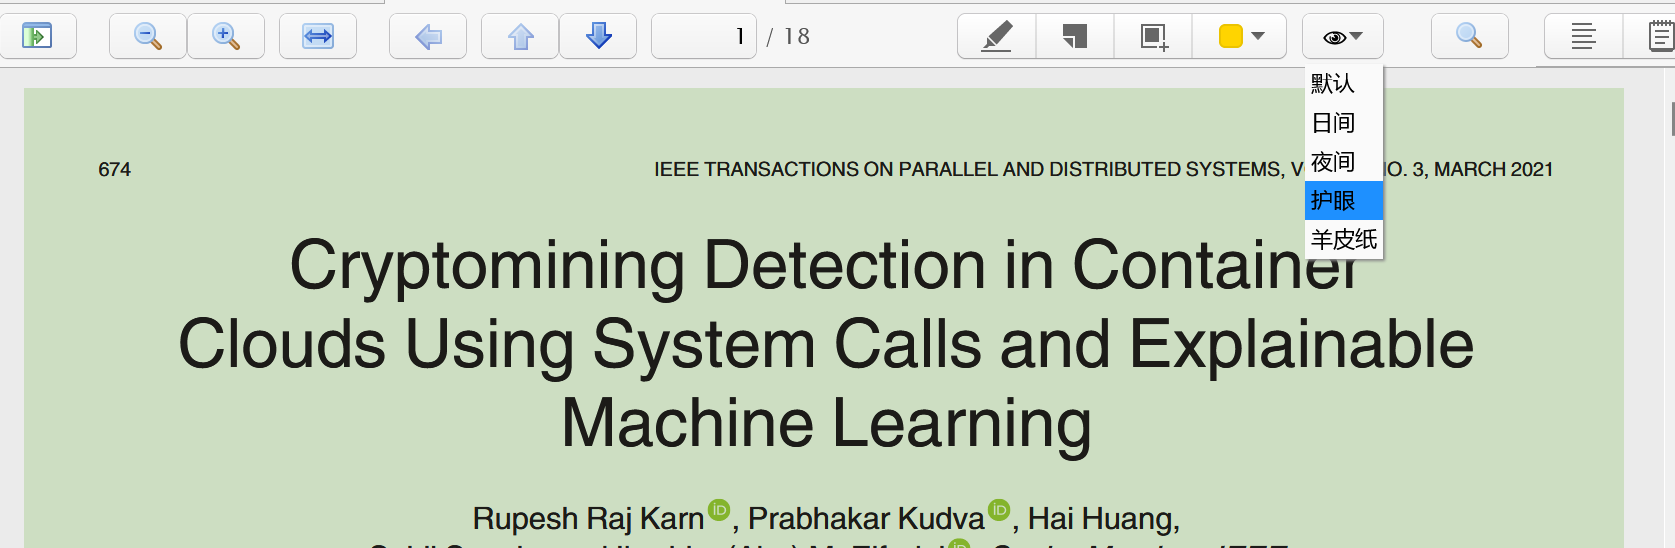 1 / 18
默认
日间
夜间
护眼
羊皮纸
674
IEEE TRANSACTIONS ON PARALLEL AND DISTRIBUTED SYSTEMS, V O. 3, MARCH 2021
Cryptomining Detection in Container
Clouds Using System Calls and Explainable
Machine Learning
Rupesh Raj Karn iD, Prabhakar Kudva iD, Hai Huang,